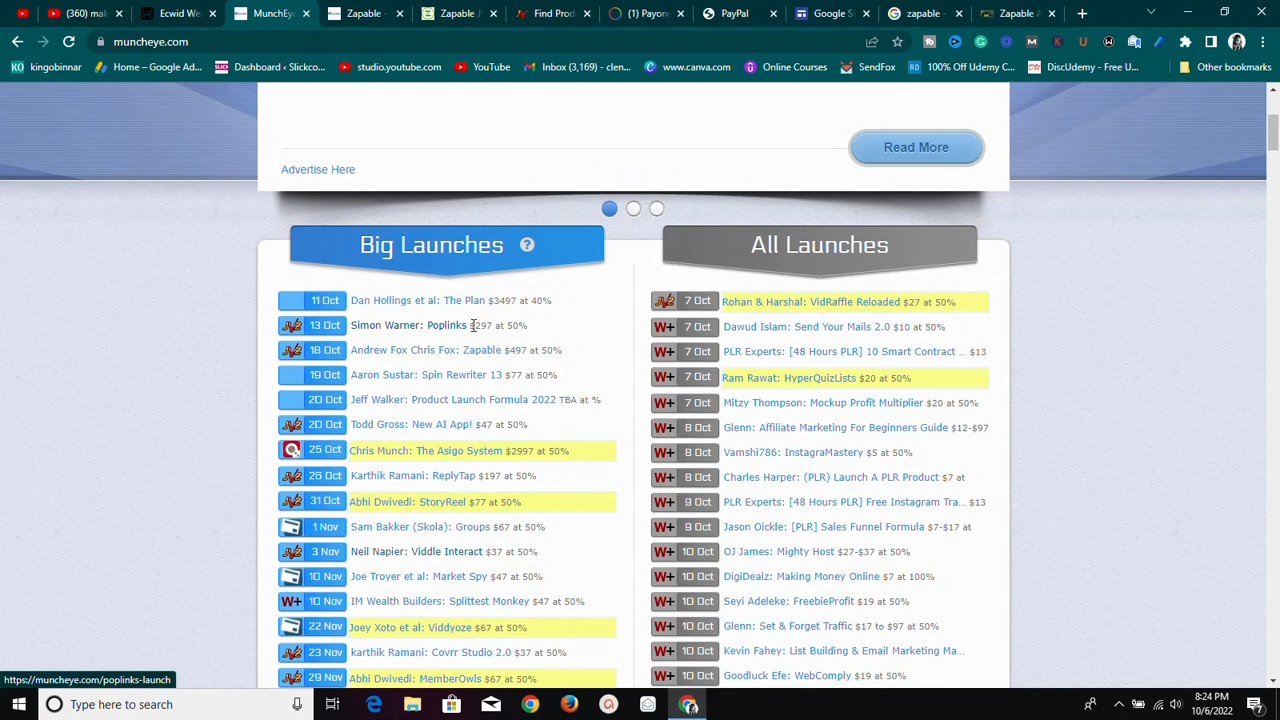 (360) mak
Ecwid We
MunchEye
Zapable -
Zapable J
Find Prod
(1) Payon
PayPal
Google Sl
zapable -
Zapable A
muncheye.com
kingobinnar
Home – Google Ad...
Dashboard ‹ Slickco...
studio.youtube.com
YouTube
Inbox (3,169) - clen...
www.canva.com
Online Courses
SendFox
100% Off Udemy C...
DiscUdemy - Free U...
Other bookmarks
Read More
Advertise Here
Big Launches ?
11 Oct Dan Hollings et al: The Plan $3497 at 40%
13 Oct Simon Warner: Poplinks $297 at 50%
18 Oct Andrew Fox Chris Fox: Zapable $497 at 50%
19 Oct Aaron Sustar: Spin Rewriter 13 $77 at 50%
20 Oct Jeff Walker: Product Launch Formula 2022 TBA at %
20 Oct Todd Gross: New AI App! $47 at 50%
25 Oct Chris Munch: The Asigo System $2997 at 50%
26 Oct Karthik Ramani: ReplyTap $197 at 50%
31 Oct Abhi Dwivedi: StoryReel $77 at 50%
1 Nov Sam Bakker (Skola): Groups $67 at 50%
3 Nov Neil Napier: Viddle Interact $37 at 50%
10 Nov Joe Troyer et al: Market Spy $47 at 50%
W+ 10 Nov IM Wealth Builders: Splittest Monkey $47 at 50%
22 Nov Joey Xoto et al: Viddyoze $67 at 50%
23 Nov karthik Ramani: Covrr Studio 2.0 $37 at 50%
29 Nov Abhi Dwivedi: MemberOwls $67 at 50%
All Launches
7 Oct Rohan & Harshal: VidRaffle Reloaded $27 at 50%
W+ 7 Oct Dawud Islam: Send Your Mails 2.0 $10 at 50%
W+ 7 Oct PLR Experts: [48 Hours PLR] 10 Smart Contract ... $13
W+ 7 Oct Ram Rawat: HyperQuizLists $20 at 50%
W+ 7 Oct Mitzy Thompson: Mockup Profit Multiplier $20 at 50%
W+ 8 Oct Glenn: Affiliate Marketing For Beginners Guide $12-$97
W+ 8 Oct Vamshi786: InstagraMastery $5 at 50%
W+ 8 Oct Charles Harper: (PLR) Launch A PLR Product $7 at
W+ 9 Oct PLR Experts: [48 Hours PLR] Free Instagram Tra... $13
W+ 9 Oct Jason Oickle: [PLR] Sales Funnel Formula $7-$17 at
W+ 10 Oct OJ James: Mighty Host $27-$37 at 50%
W+ 10 Oct DigiDealz: Making Money Online $7 at 100%
W+ 10 Oct Seyi Adeleke: FreebieProfit $19 at 50%
W+ 10 Oct Glenn: Set & Forget Traffic $17 to $97 at 50%
W+ 10 Oct Kevin Fahey: List Building & Email Marketing Ma...
W+ 10 Oct Goodluck Efe: WebComply $19 at 50%
https://muncheye.com/poplinks-launch
Type here to search
8:24 PM
10/6/2022